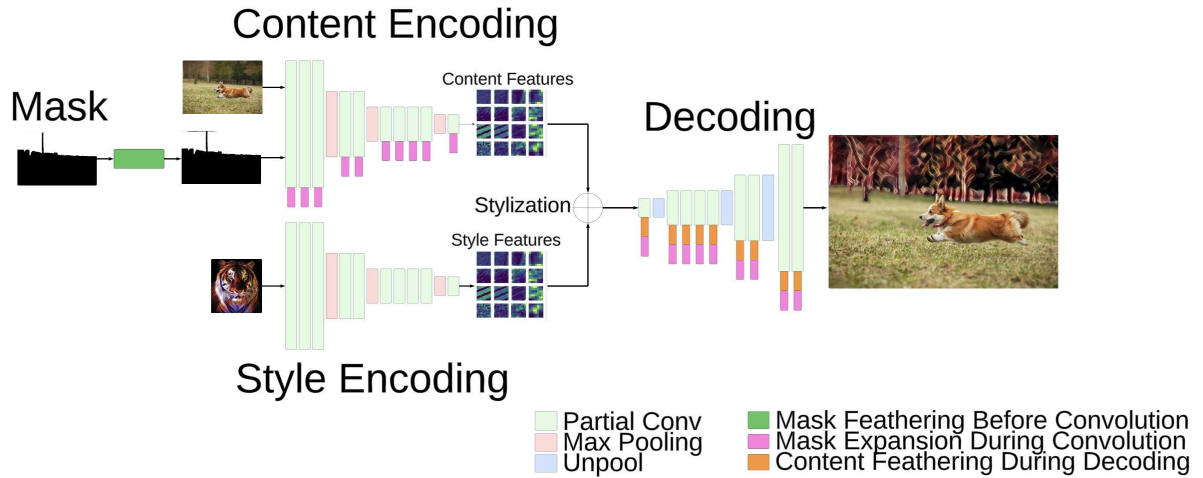 Content Encoding
Content Features
Mask
Decoding
Stylization
Style Features
Style Encoding
Partial Conv
Max Pooling
Unpool
Mask Feathering Before Convolution
Mask Expansion During Convolution
Content Feathering During Decoding